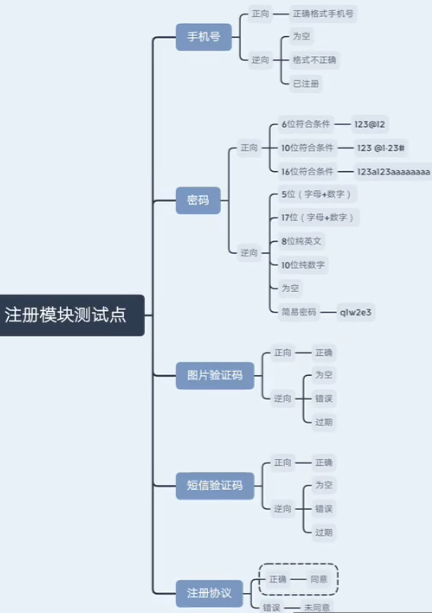 手机号
正向
正确格式手机号
逆向
为空
格式不正确
已注册
密码
正向
6位符合条件
123@12
10位符合条件
123 @1-23#
16位符合条件
123a123aaaaaaaa
逆向
5位（字母+数字）
17位（字母+数字）
8位纯英文
10位纯数字
为空
简易密码
q1w2e3
注册模块测试点
图片验证码
正向
正确
逆向
为空
错误
过期
短信验证码
正向
正确
逆向
为空
错误
过期
注册协议
正确
同意
错误
未同意